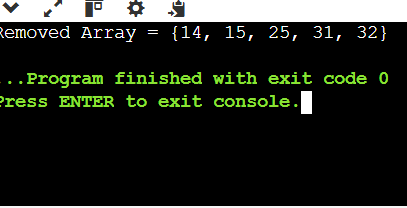 Removed Array = {14, 15, 25, 31, 32}
...Program finished with exit code 0
Press ENTER to exit console.